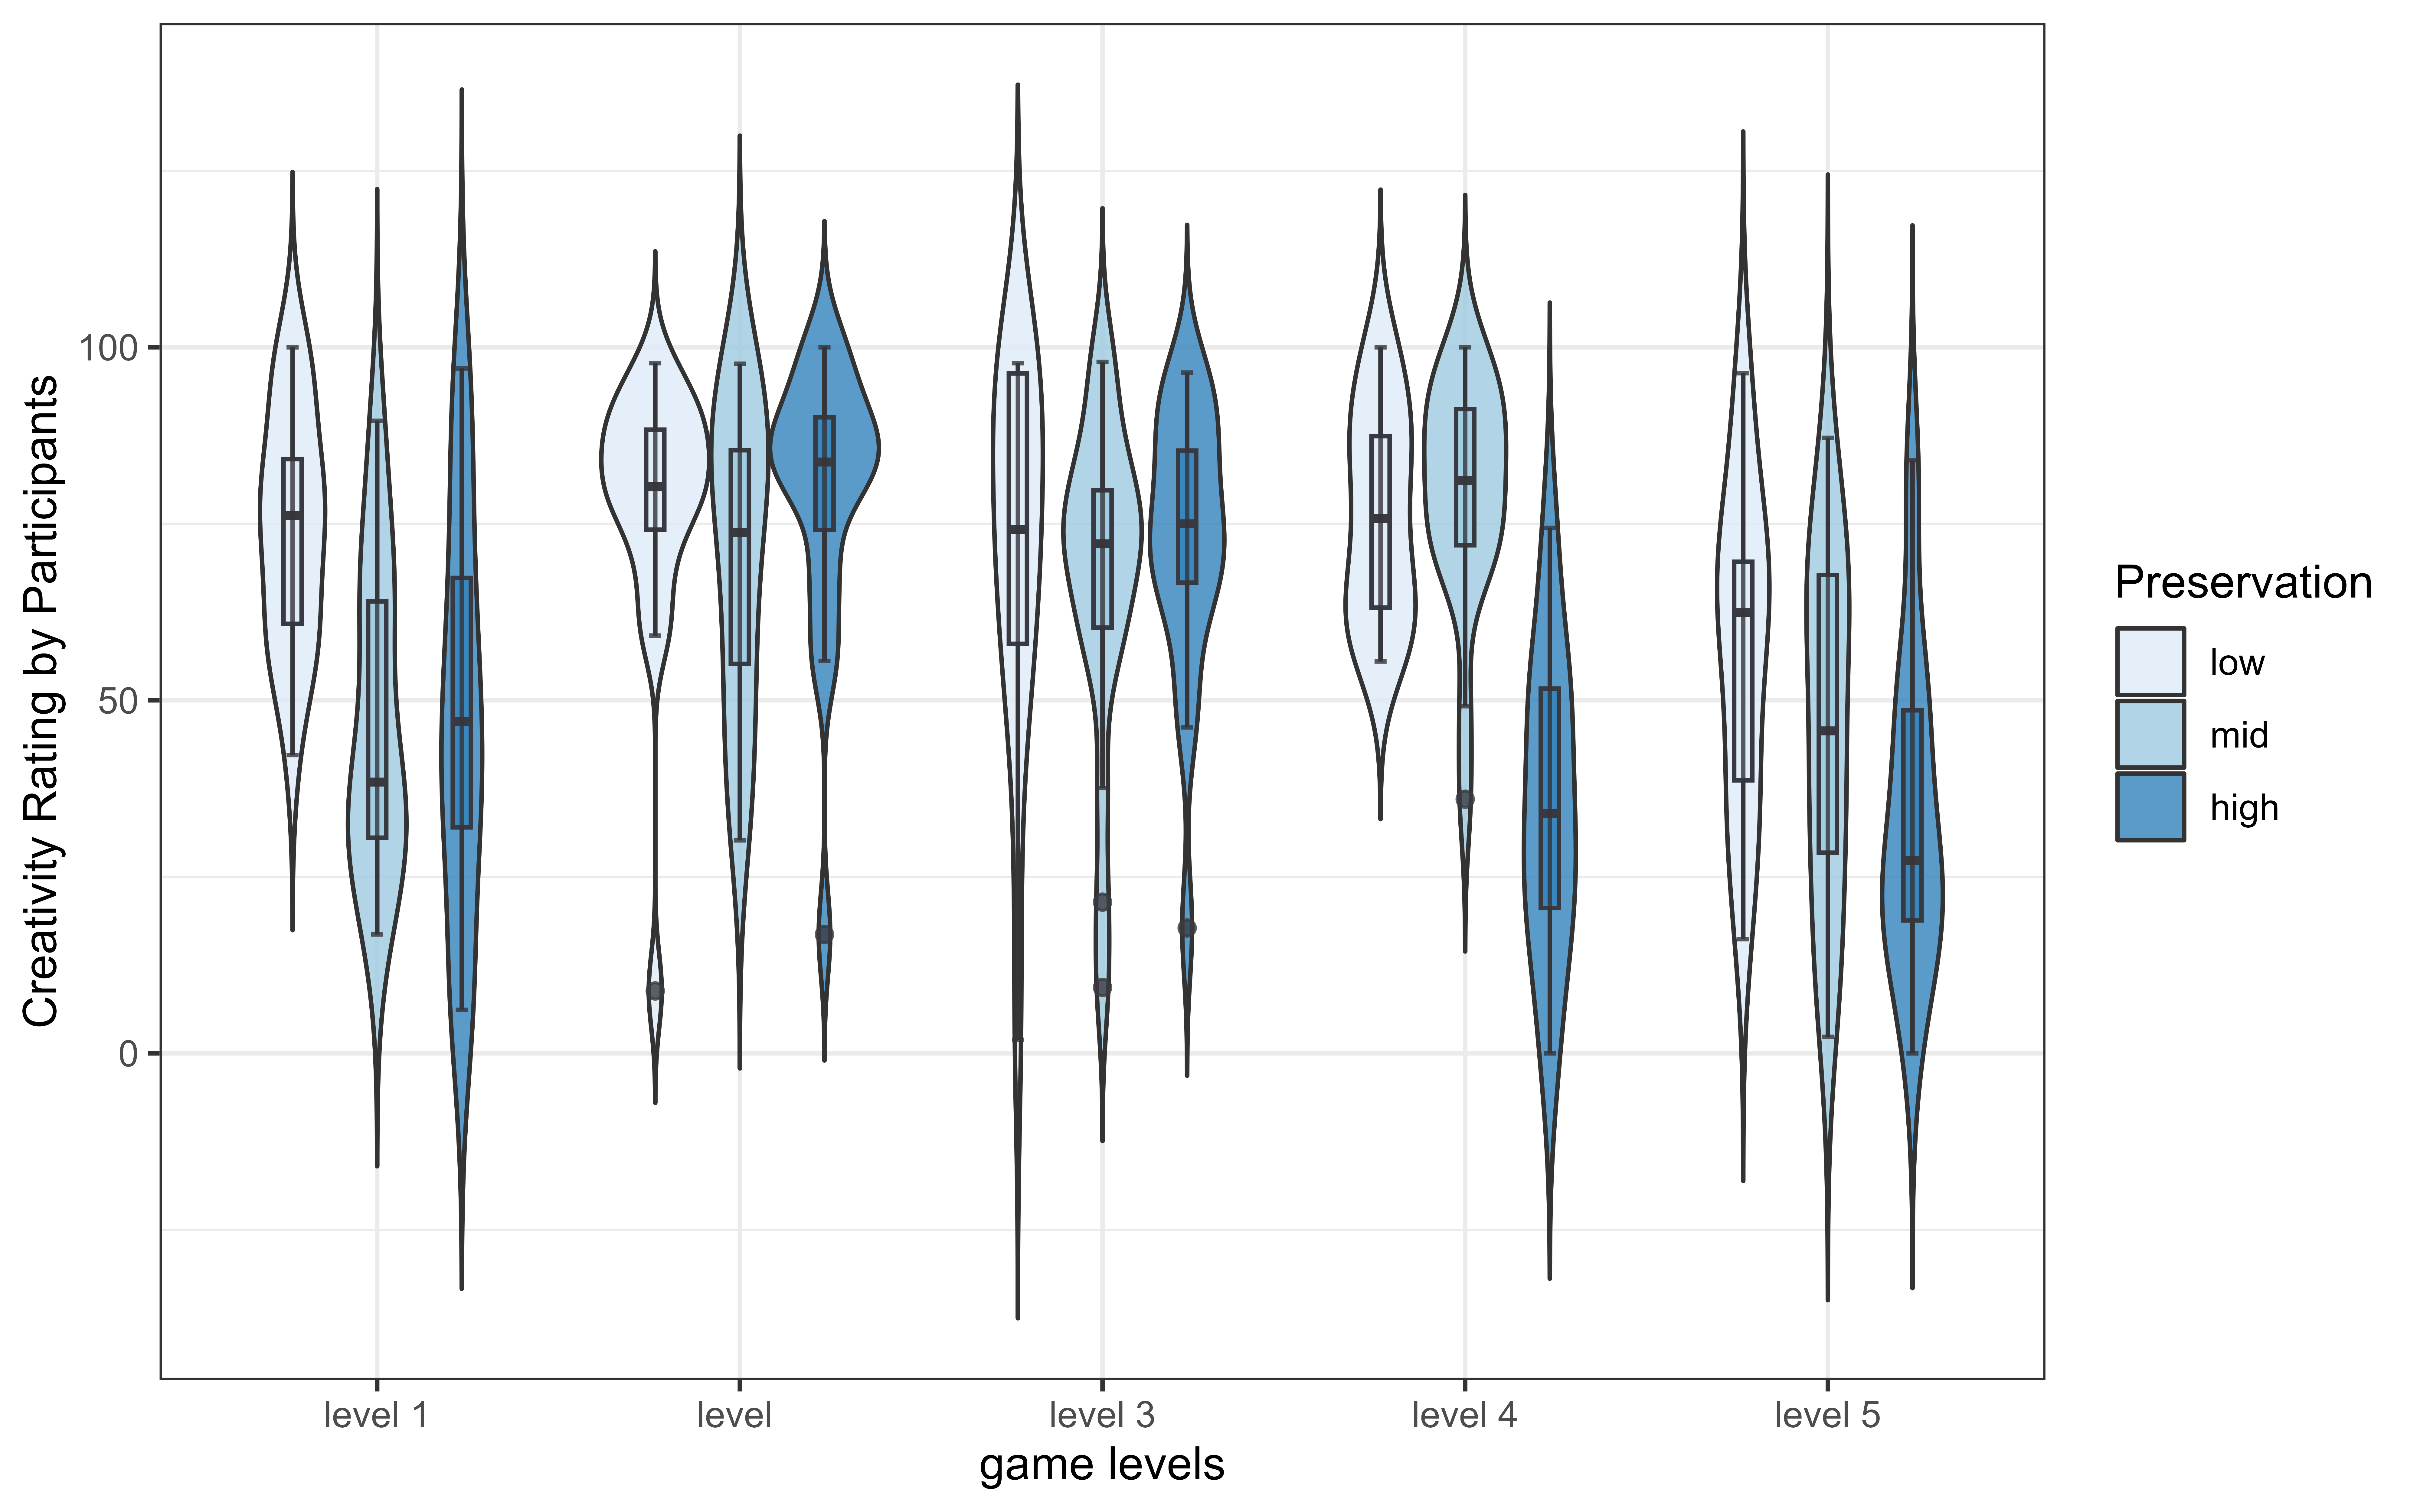 Creativity Rating by Participants
100
50
0
level 1
level
level 3
level 4
level 5
game levels
Preservation
low
mid
high